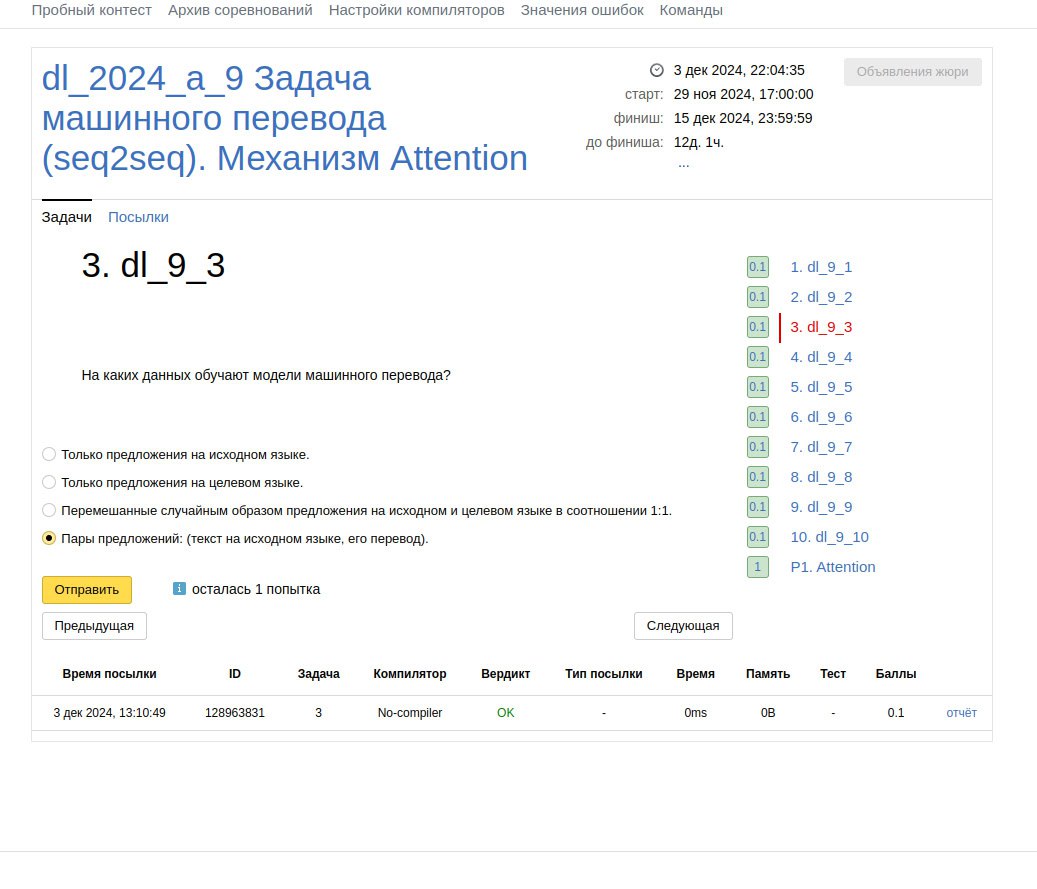 Пробный контест Архив соревнований Настройки компиляторов Значения ошибок Команды
dl_2024_a_9 Задача
машинного перевода
(seq2seq). Механизм Attention
3 дек 2024, 22:04:35
старт: 29 ноя 2024, 17:00:00
финиш: 15 дек 2024, 23:59:59
до финиша: 12д. 1ч.
...
Объявления жюри
Задачи Посылки
3. dl_9_3
На каких данных обучают модели машинного перевода?
Только предложения на исходном языке.
Только предложения на целевом языке.
Перемешанные случайным образом предложения на исходном и целевом языке в соотношении 1:1.
Пары предложений: (текст на исходном языке, его перевод).
Отправить i осталась 1 попытка
Предыдущая Следующая
0.1 1. dl_9_1
0.1 2. dl_9_2
0.1 3. dl_9_3
0.1 4. dl_9_4
0.1 5. dl_9_5
0.1 6. dl_9_6
0.1 7. dl_9_7
0.1 8. dl_9_8
0.1 9. dl_9_9
0.1 10. dl_9_10
1 P1. Attention
Время посылки ID Задача Компилятор Вердикт Тип посылки Время Память Тест Баллы
3 дек 2024, 13:10:49 128963831 3 No-compiler OK - 0ms 0B - 0.1 отчёт